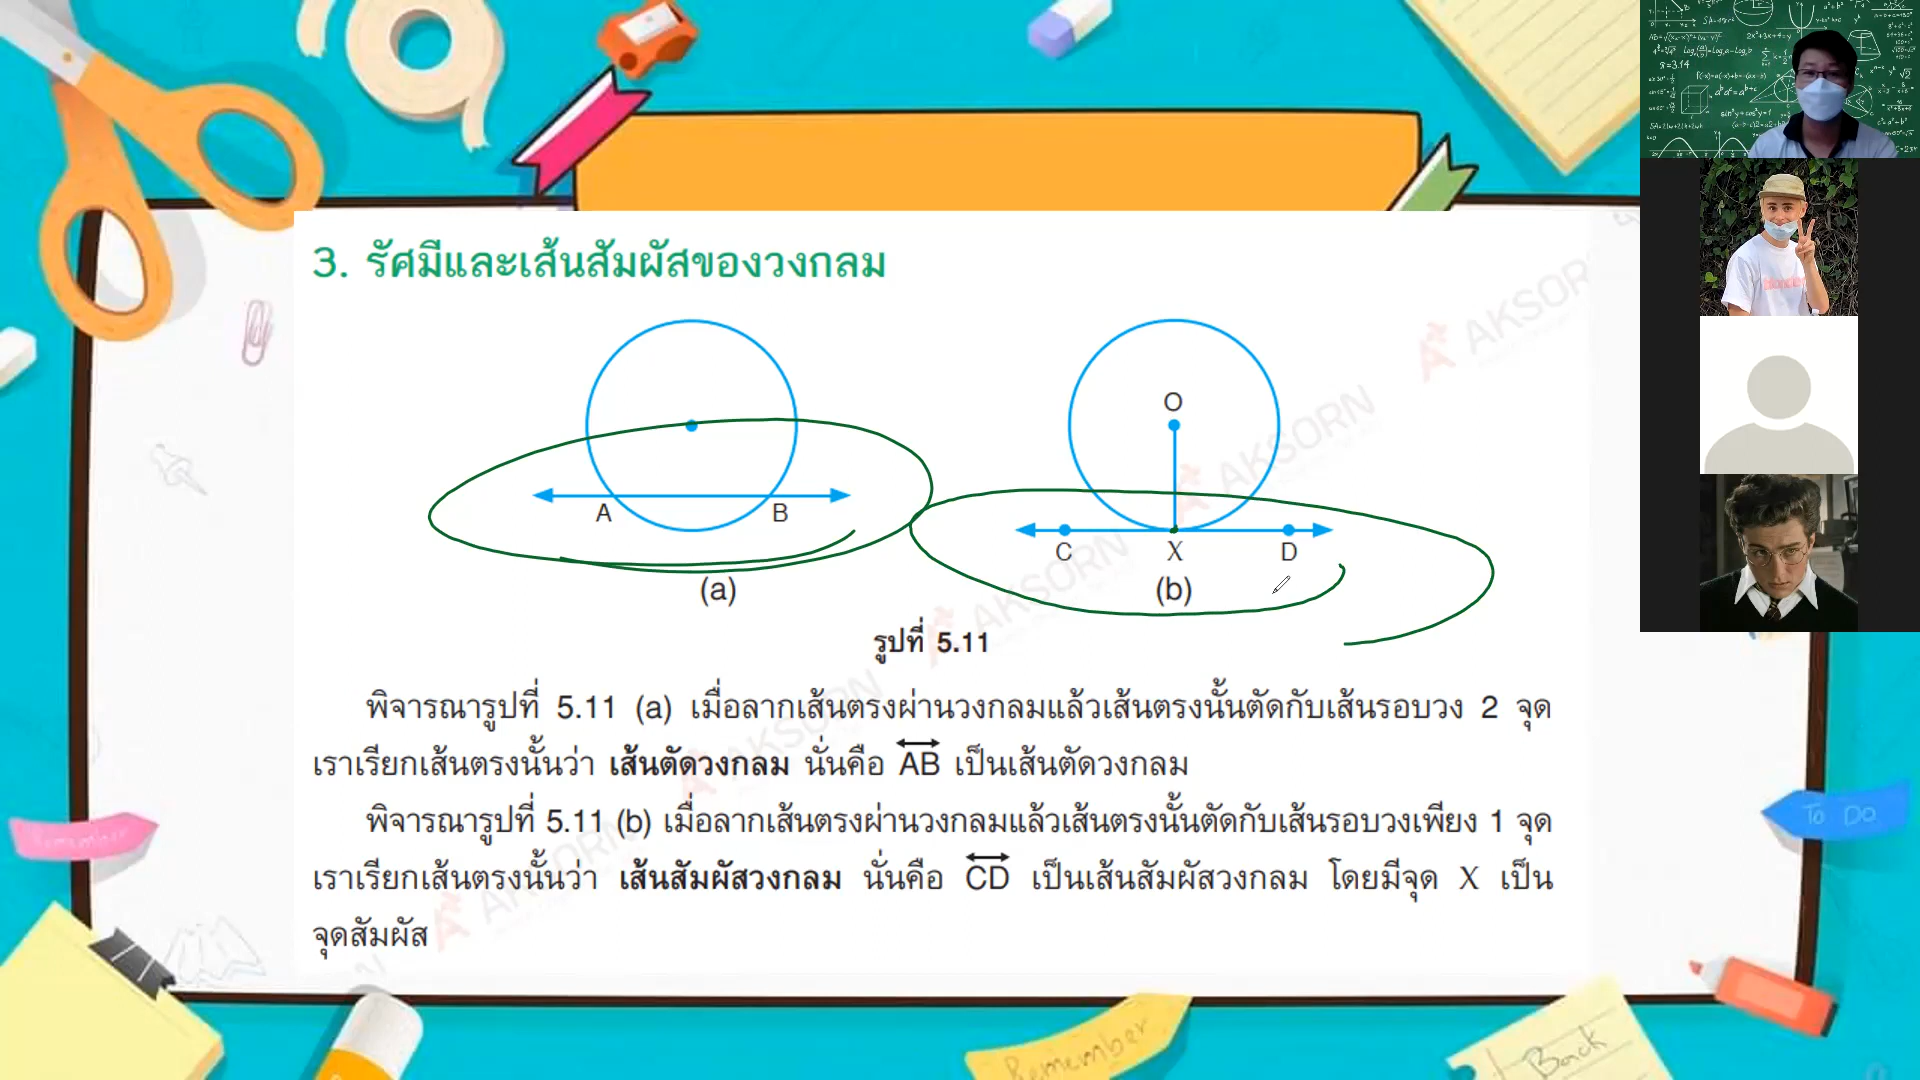 3. รัศมีและเส้นสัมผัสของวงกลม
O
A B
C X D
(a) (b)
รูปที่ 5.11
พิจารณารูปที่ 5.11 (a) เมื่อลากเส้นตรงผ่านวงกลมแล้วเส้นตรงนั้นตัดกับเส้นรอบวง 2 จุด
เราเรียกเส้นตรงนั้นว่า เส้นตัดวงกลม นั่นคือ AB เป็นเส้นตัดวงกลม
พิจารณารูปที่ 5.11 (b) เมื่อลากเส้นตรงผ่านวงกลมแล้วเส้นตรงนั้นตัดกับเส้นรอบวงเพียง 1 จุด
เราเรียกเส้นตรงนั้นว่า เส้นสัมผัสวงกลม นั่นคือ CD เป็นเส้นสัมผัสวงกลม โดยมีจุด X เป็น
จุดสัมผัส
AKSORN
AKSORN
AKSORN
AKSORN
AKSORN
Remember
To Do
Remember
Back